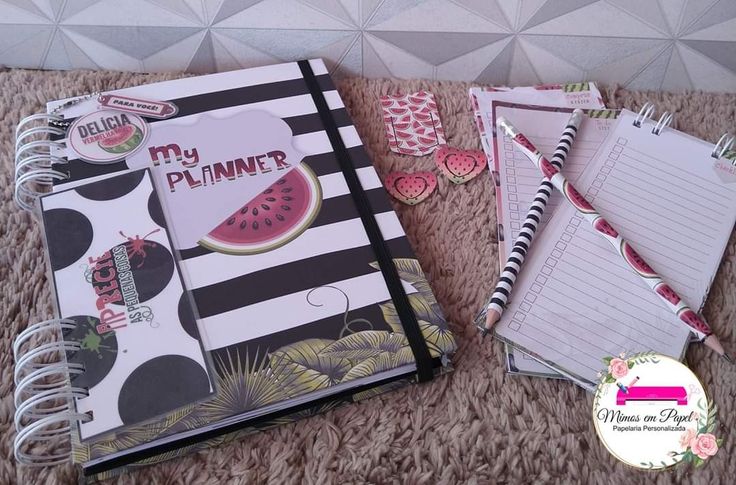 PARA VOCÊ!
DELÍCIA
my
PLANNER
APRECIE
AS PEQUENAS COISAS
Mimos em Papel
Papelaria Personalizada